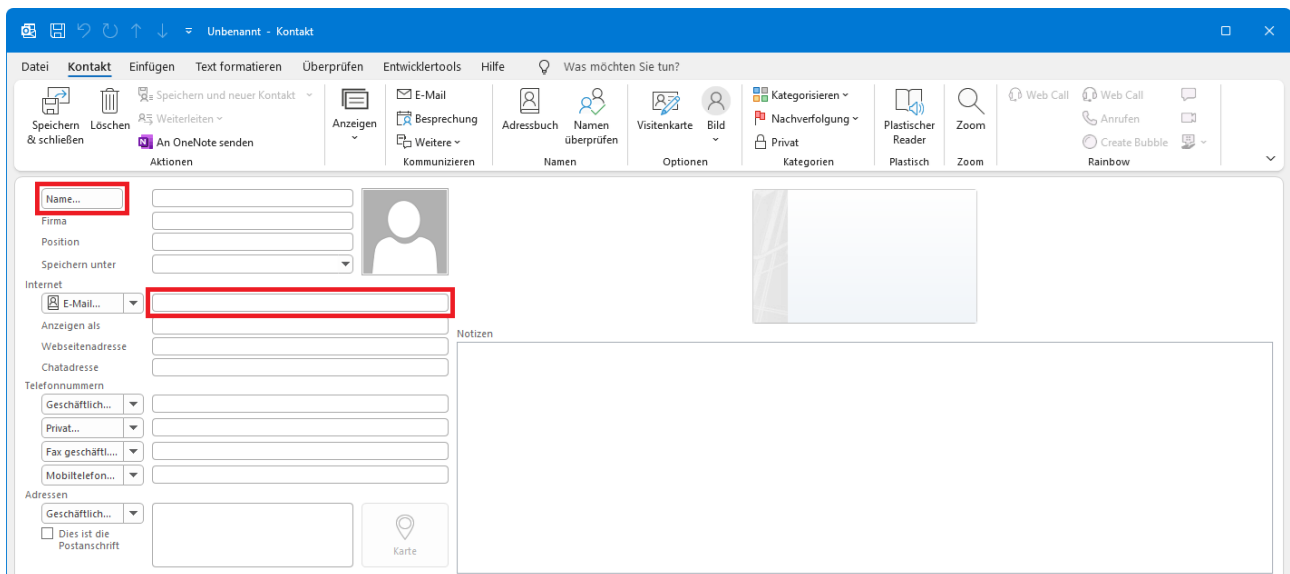 Unbenannt - Kontakt
Datei Kontakt Einfügen Text formatieren Überprüfen Entwicklertools Hilfe Was möchten Sie tun?
Speichern & schließen
Löschen
Speichern und neuer Kontakt
Weiterleiten
An OneNote senden
Aktionen
Anzeigen
E-Mail
Besprechung
Weitere
Kommunizieren
Adressbuch
Namen überprüfen
Namen
Visitenkarte
Bild
Optionen
Kategorisieren
Nachverfolgung
Privat
Kategorien
Plastischer Reader
Plastisch
Zoom
Zoom
Web Call
Web Call
Anrufen
Create Bubble
Rainbow
Name...
Firma
Position
Speichern unter
Internet
E-Mail...
Anzeigen als
Webseitenadresse
Chatadresse
Telefonnummern
Geschäftlich...
Privat...
Fax geschäftl....
Mobiltelefon...
Adressen
Geschäftlich...
Dies ist die
Postanschrift
Karte
Notizen